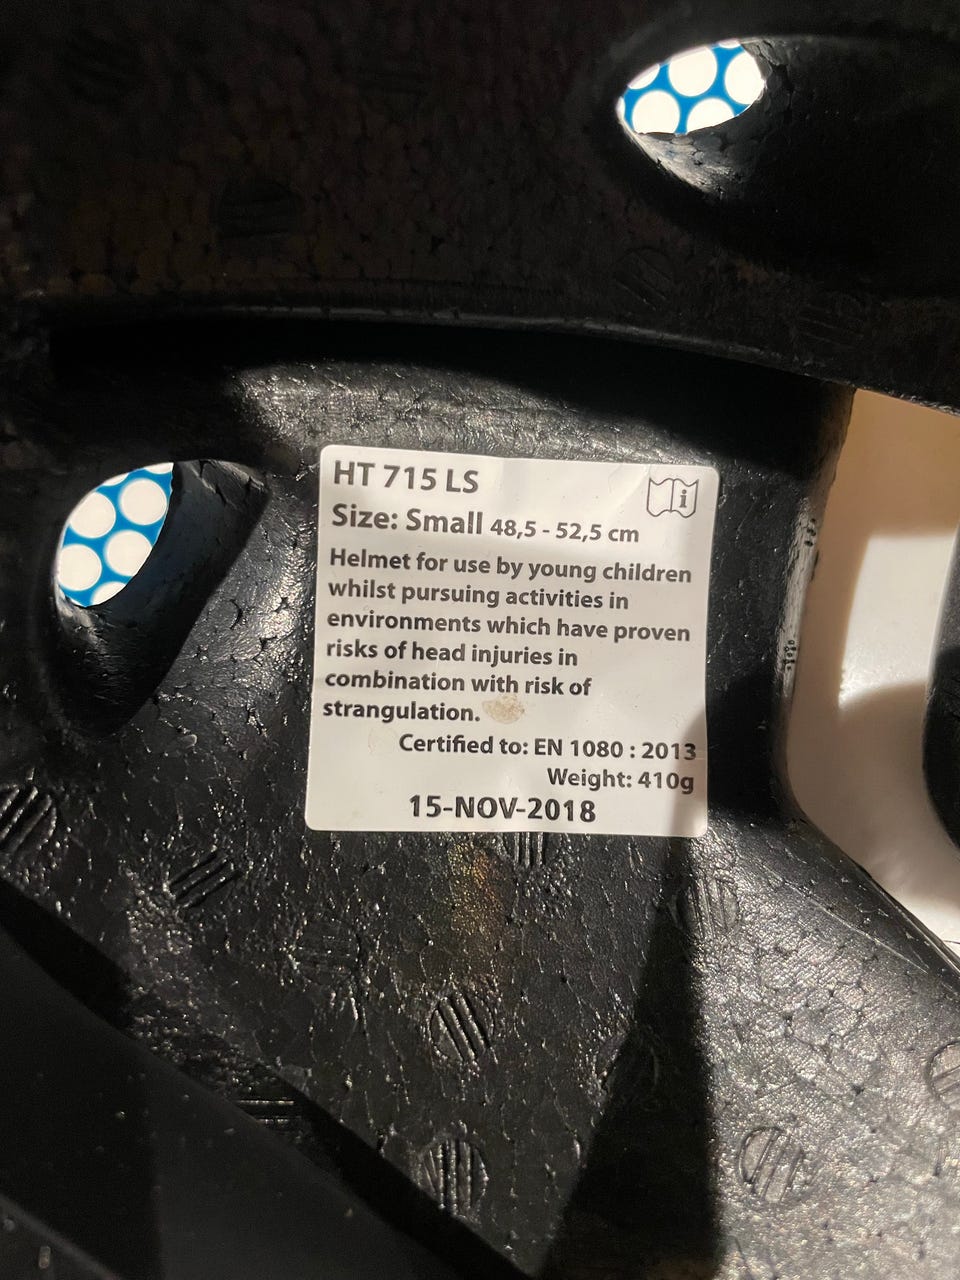 HT 715 LS
i
Size: Small 48,5 - 52,5 cm
Helmet for use by young children
whilst pursuing activities in
environments which have proven
risks of head injuries in
combination with risk of
strangulation.
Certified to: EN 1080 : 2013
Weight: 410g
15-NOV-2018